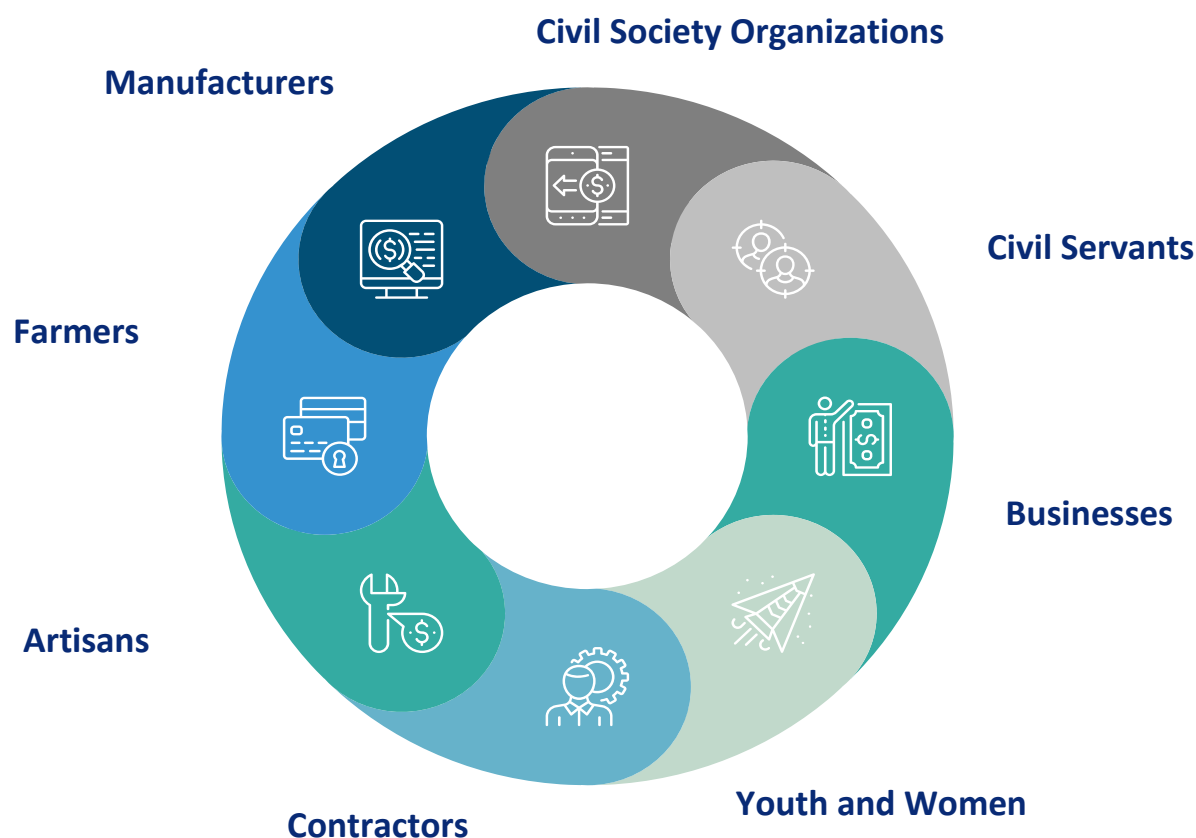 Civil Society Organizations
Manufacturers
Civil Servants
Farmers
Businesses
Artisans
Youth and Women
Contractors